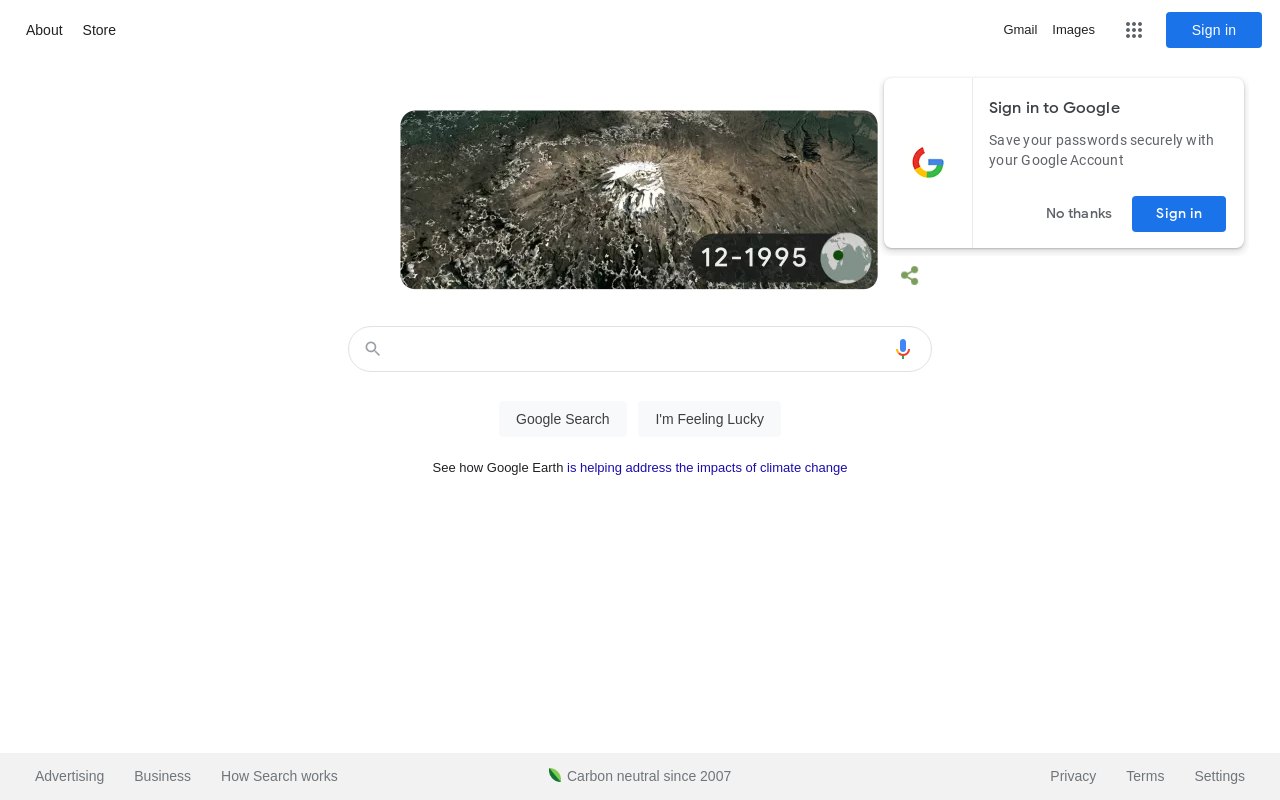 About Store Gmail Images Sign in
Sign in to Google
Save your passwords securely with
your Google Account
No thanks Sign in
12-1995
Google Search I'm Feeling Lucky
See how Google Earth is helping address the impacts of climate change
Advertising Business How Search works Carbon neutral since 2007 Privacy Terms Settings